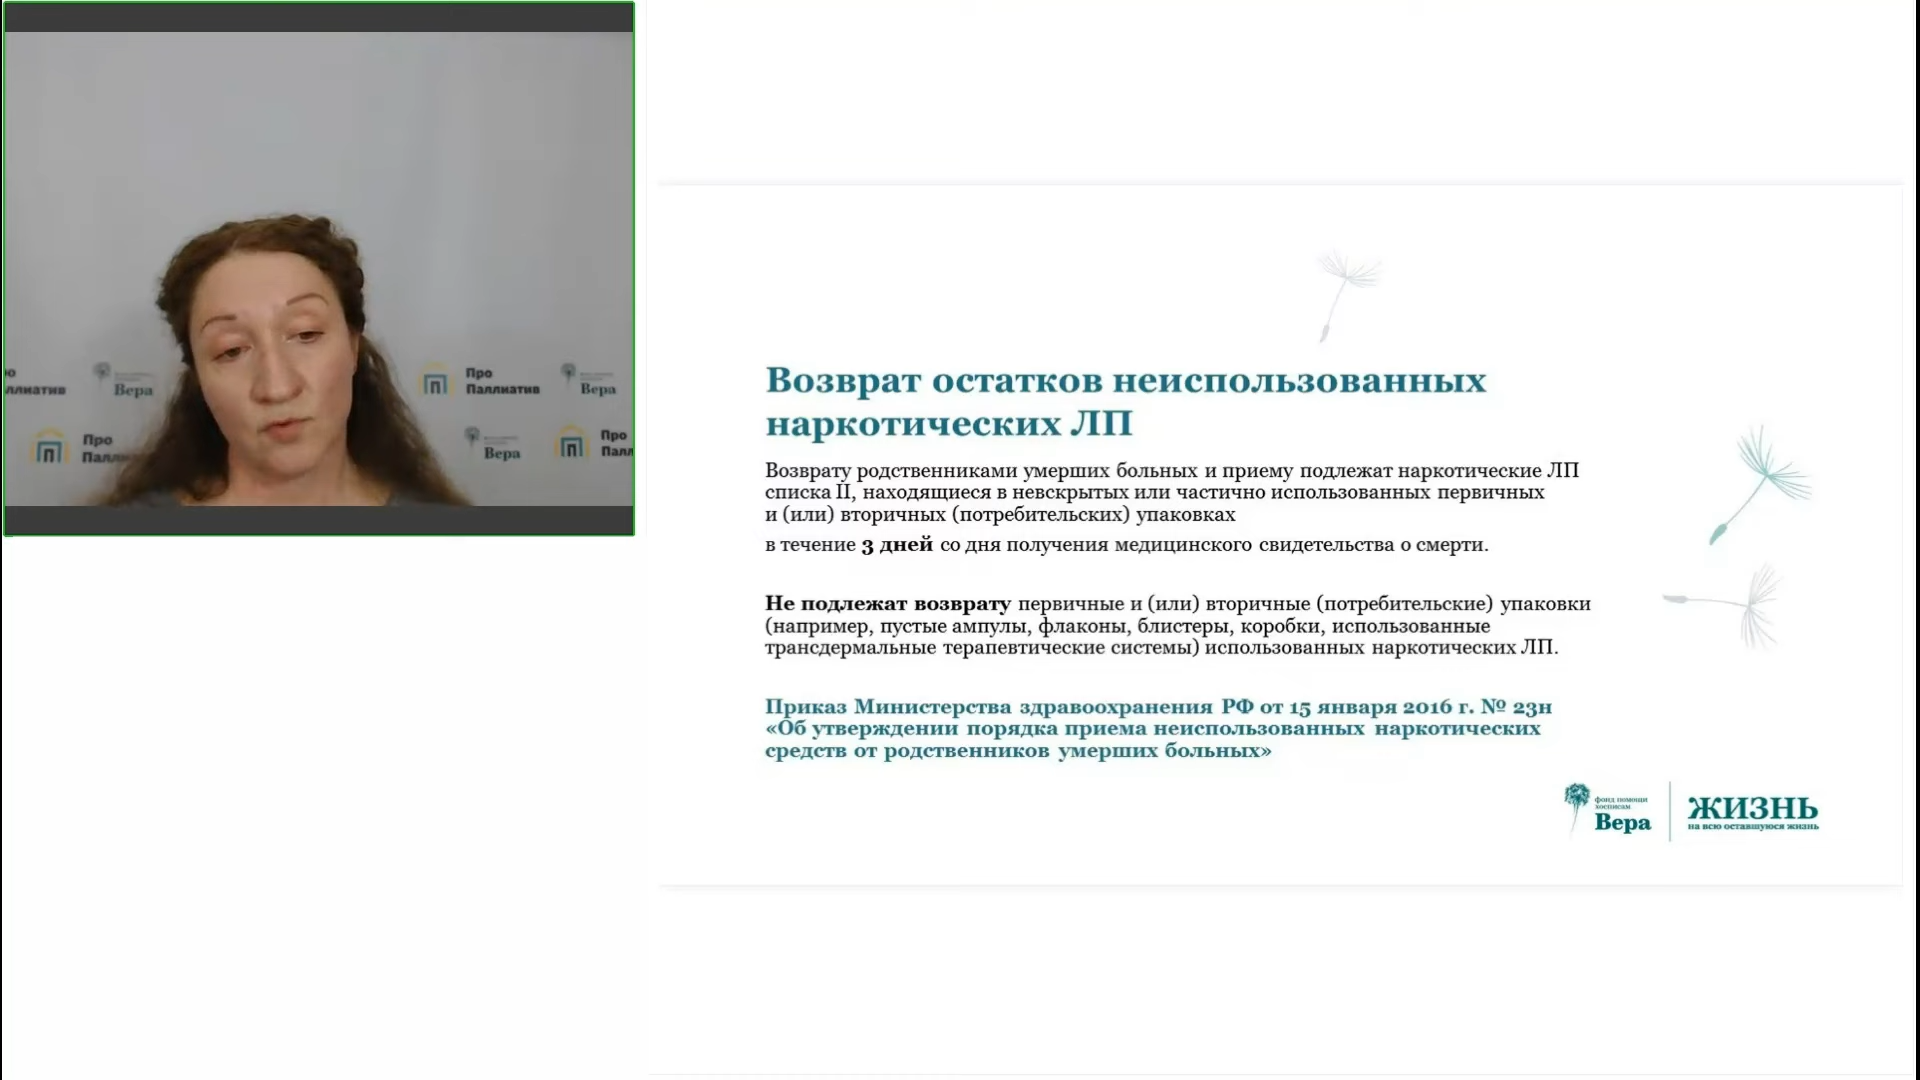 Про
Паллиатив
Вера
Про
Паллиатив
Вера
Про
Вера
Про
Возврат остатков неиспользованных
наркотических ЛП
Возврату родственниками умерших больных и приему подлежат наркотические ЛП
списка II, находящиеся в невскрытых или частично использованных первичных
и (или) вторичных (потребительских) упаковках
в течение 3 дней со дня получения медицинского свидетельства о смерти.
Не подлежат возврату первичные и (или) вторичные (потребительские) упаковки
(например, пустые ампулы, флаконы, блистеры, коробки, использованные
трансдермальные терапевтические системы) использованных наркотических ЛП.
Приказ Министерства здравоохранения РФ от 15 января 2016 г. № 23н
«Об утверждении порядка приема неиспользованных наркотических
средств от родственников умерших больных»
фонд помощи
хосписам
Вера
ЖИЗНЬ
на всю оставшуюся жизнь